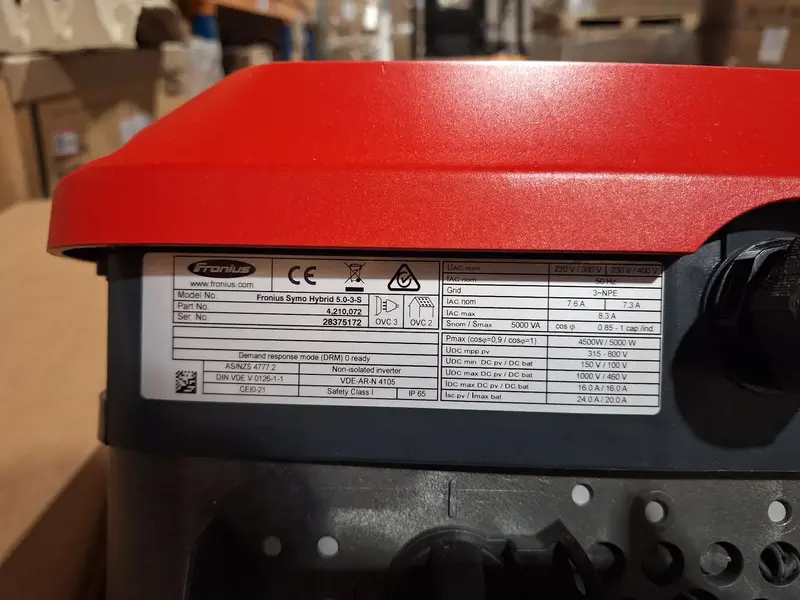 Fronius
www.fronius.com
CE
Model No. Fronius Symo Hybrid 5.0-3-S
Part No 4,210,072
Ser. No. 28375172
OVC 3 OVC 2
Demand response mode (DRM) 0 ready
AS/NZS 4777.2 Non-isolated inverter
DIN VDE V 0126-1-1 VDE-AR-N 4105
CEI0-21 Safety Class I IP 65
UAC nom 220 V / 380 V 230 V / 400 V
fAC nom 50 Hz
Grid 3~NPE
IAC nom 7.6 A 7.3 A
IAC max 8.3 A
Snom / Smax 5000 VA cos φ 0.85 - 1 cap./ind.
Pmax (cosφ=0,9 / cosφ=1) 4500W / 5000 W
UDC mpp pv 315 - 800 V
UDC min DC pv / DC bat 150 V / 100 V
UDC max DC pv / DC bat 1000 V / 460 V
IDC max DC pv / DC bat 16.0 A / 16.0 A
Isc pv / Imax bat 24.0 A / 20.0 A